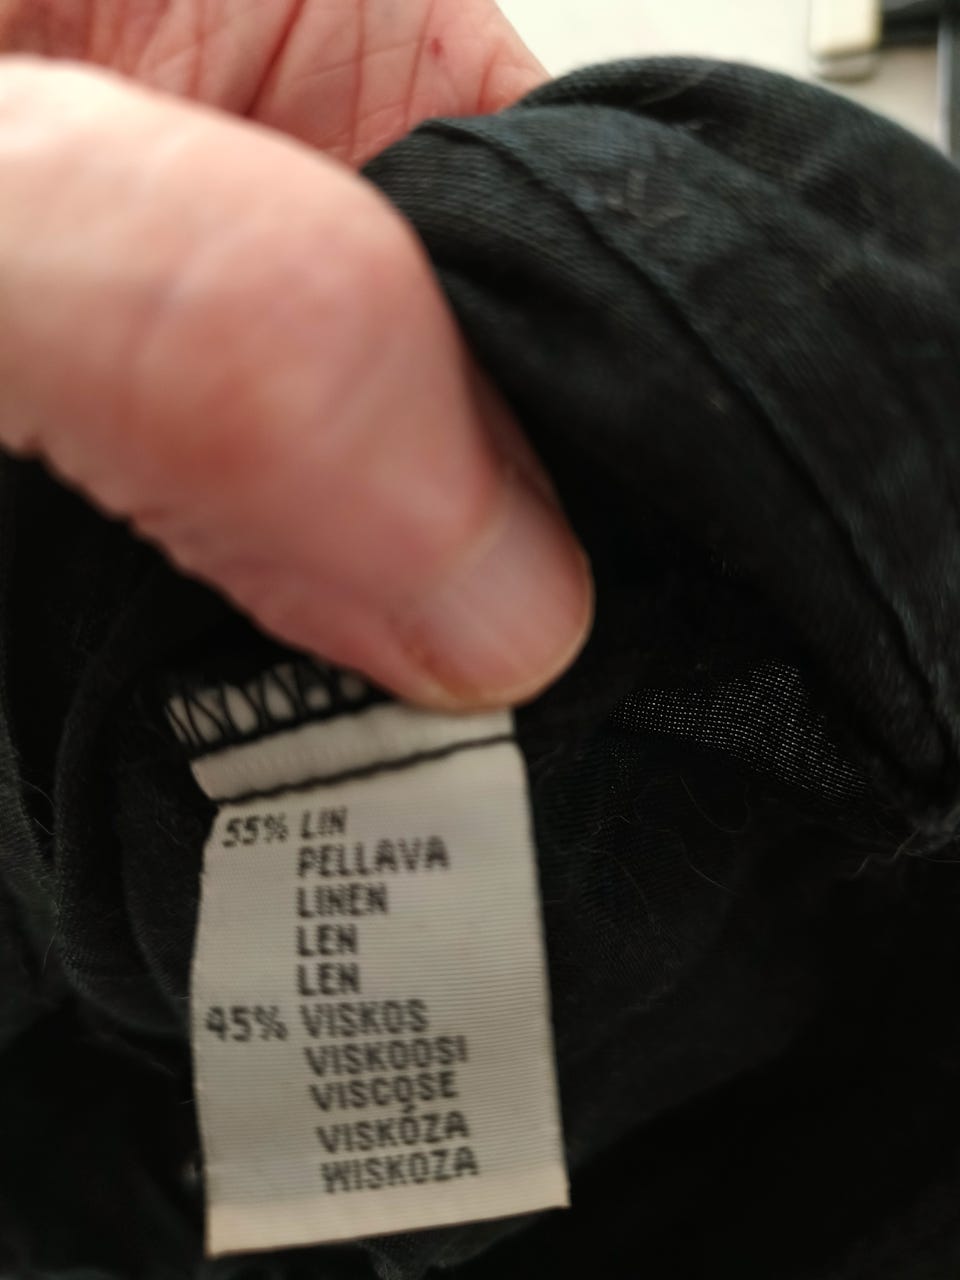 55% LIN
PELLAVA
LINEN
LEN
LEN
45% VISKOS
VISKOOSI
VISCOSE
VISKÓZA
WISKOZA